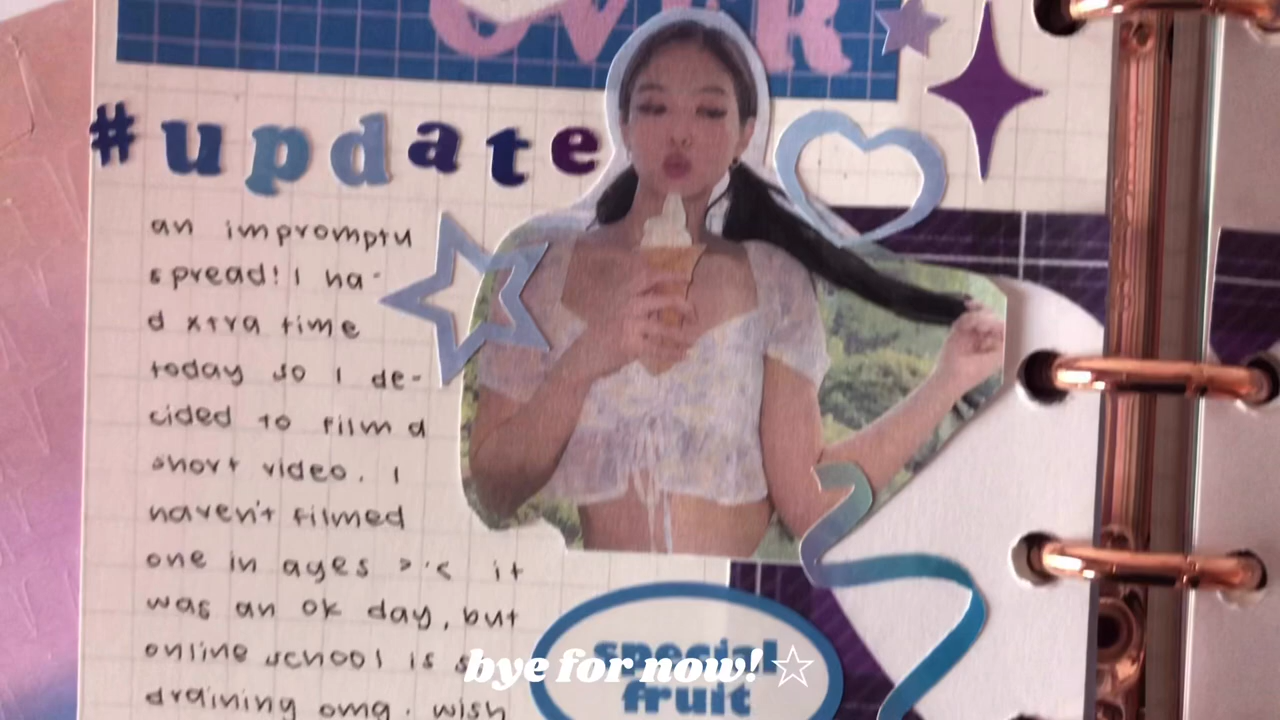 OVER
#update
an impromptu
spread! I ha-
d xtra time
today so I de-
cided to film a
short video. I
haven't filmed
one in ages >·< it
was an ok day, but
online school is s
draining omg. wish
special
fruit
bye for now! ☆